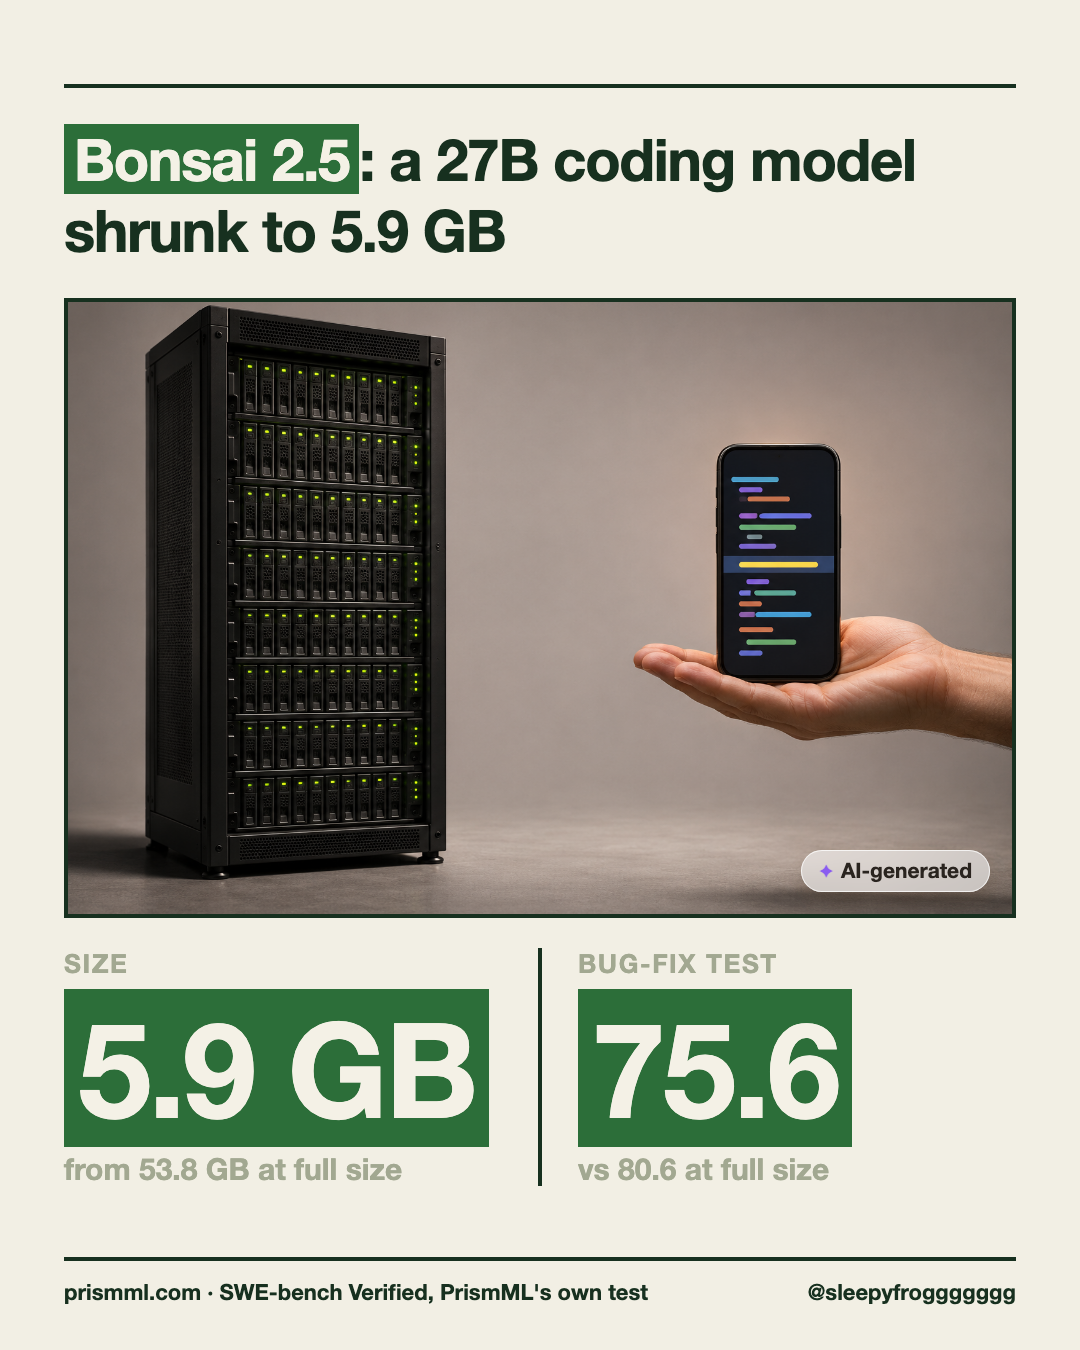 Bonsai 2.5: a 27B coding model
shrunk to 5.9 GB
AI-generated
SIZE
5.9 GB
from 53.8 GB at full size
BUG-FIX TEST
75.6
vs 80.6 at full size
prismml.com · SWE-bench Verified, PrismML's own test
@sleepyfrogggggggg